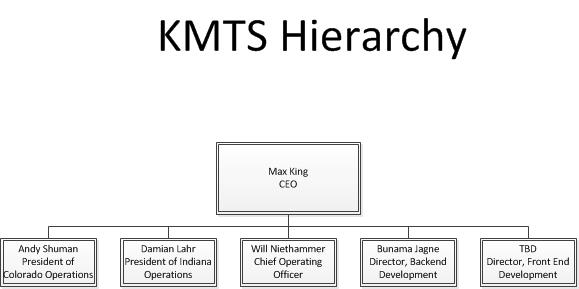 KMTS Hierarchy
Max King
CEO
Andy Shuman
President of
Colorado Operations
Damian Lahr
President of Indiana
Operations
Will Niethammer
Chief Operating
Officer
Bunama Jagne
Director, Backend
Development
TBD
Director, Front End
Development